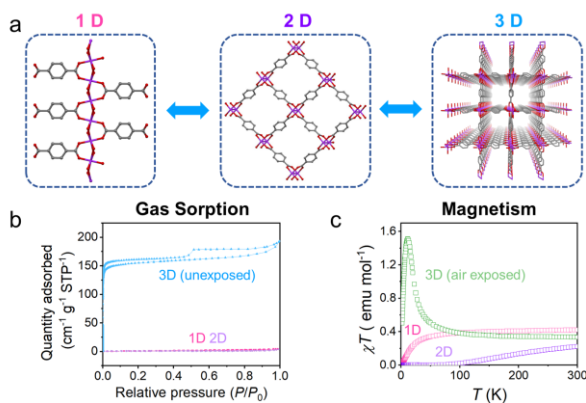 1 D 2 D 3 D
a
b Gas Sorption
Quantity adsorbed
(cm⁻¹ g⁻¹ STP⁻¹)
200
150
100
50
0
3D (unexposed)
1D 2D
0.0 0.2 0.4 0.6 0.8 1.0
Relative pressure (P/P₀)
c Magnetism
χT ( emu mol⁻¹)
1.6
1.2
0.8
0.4
0
3D (air exposed)
1D
2D
0 100 200 300
T (K)